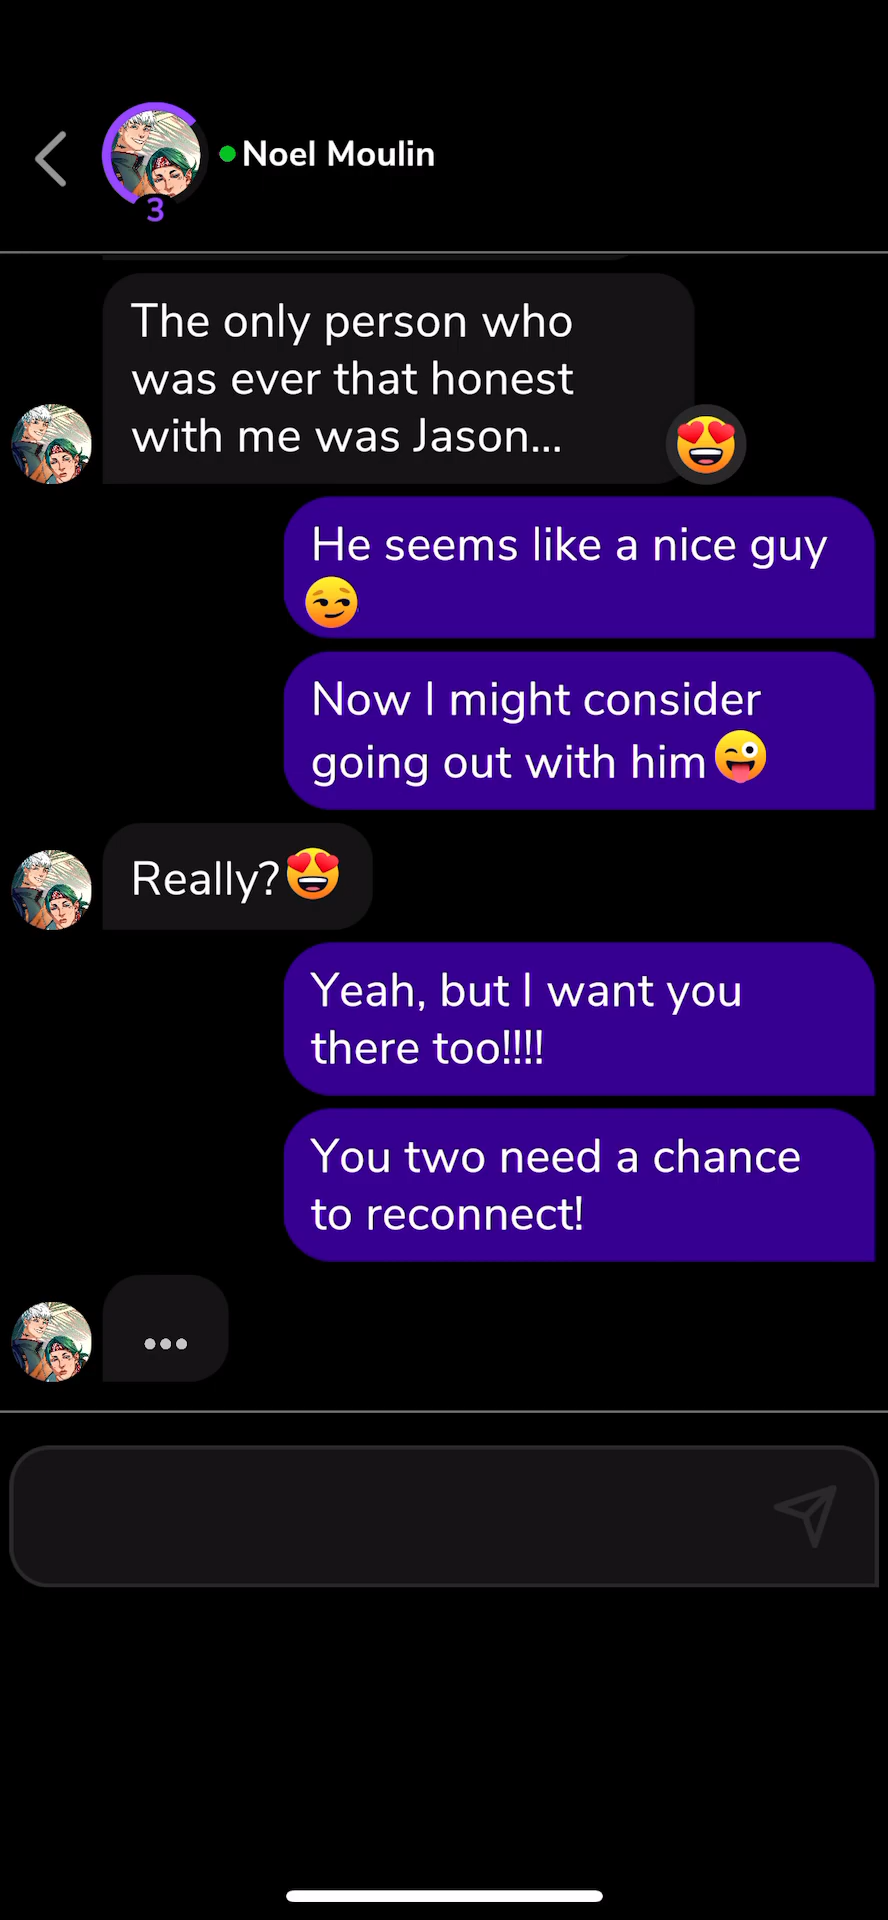 Noel Moulin
3
The only person who
was ever that honest
with me was Jason...
He seems like a nice guy
😏
Now I might consider
going out with him😜
Really?😍
Yeah, but I want you
there too!!!!
You two need a chance
to reconnect!